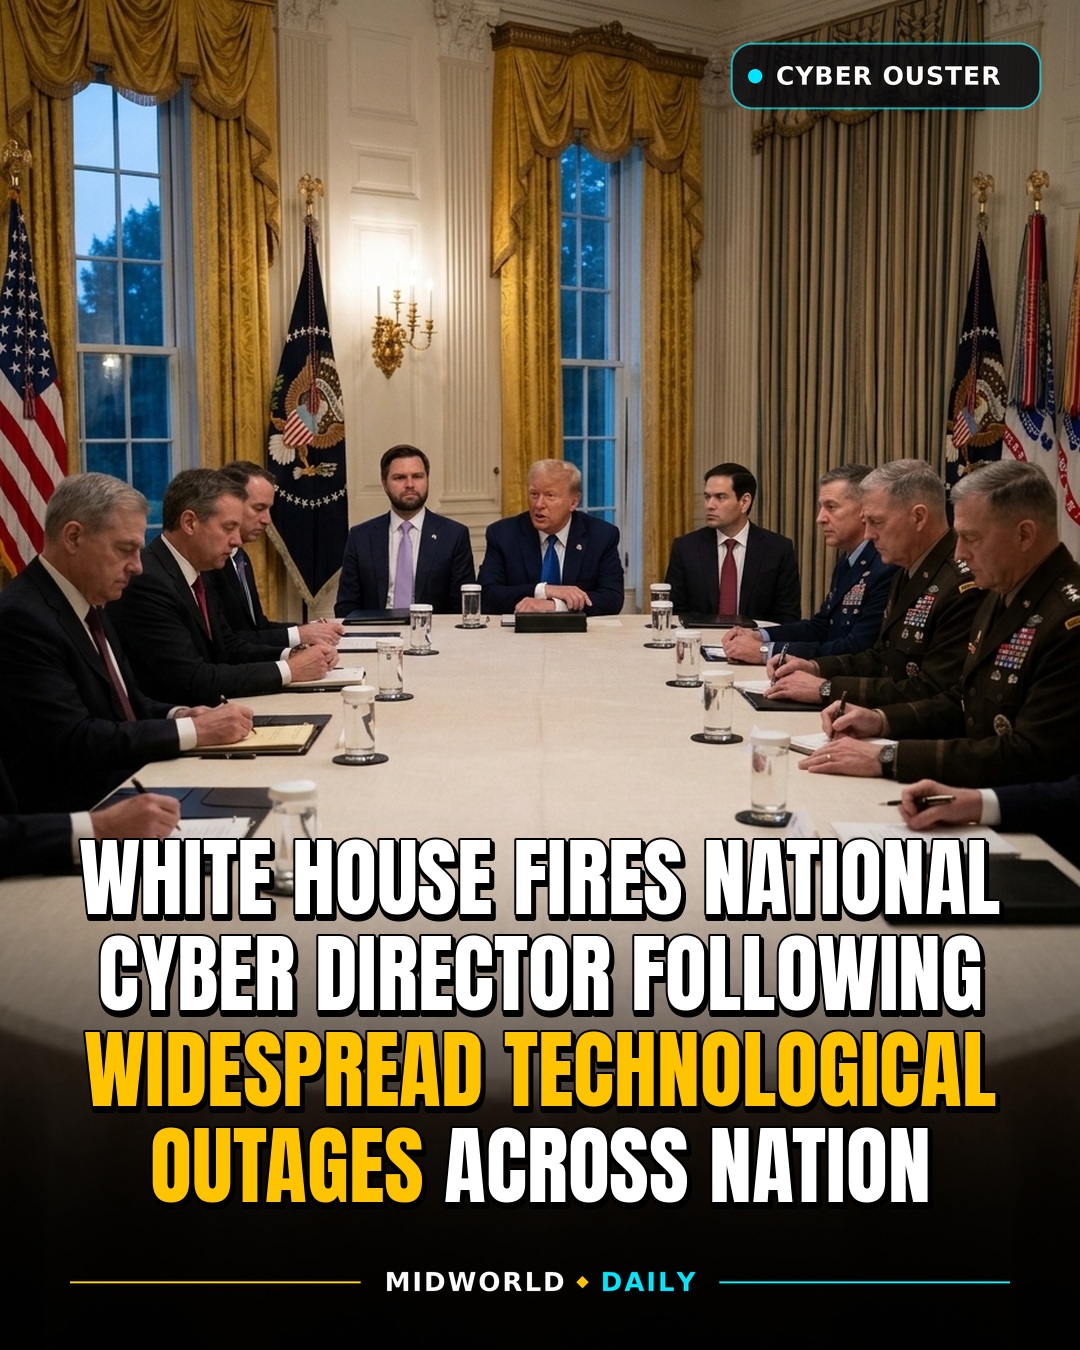 CYBER OUSTER
WHITE HOUSE FIRES NATIONAL
CYBER DIRECTOR FOLLOWING
WIDESPREAD TECHNOLOGICAL
OUTAGES ACROSS NATION
MIDWORLD DAILY